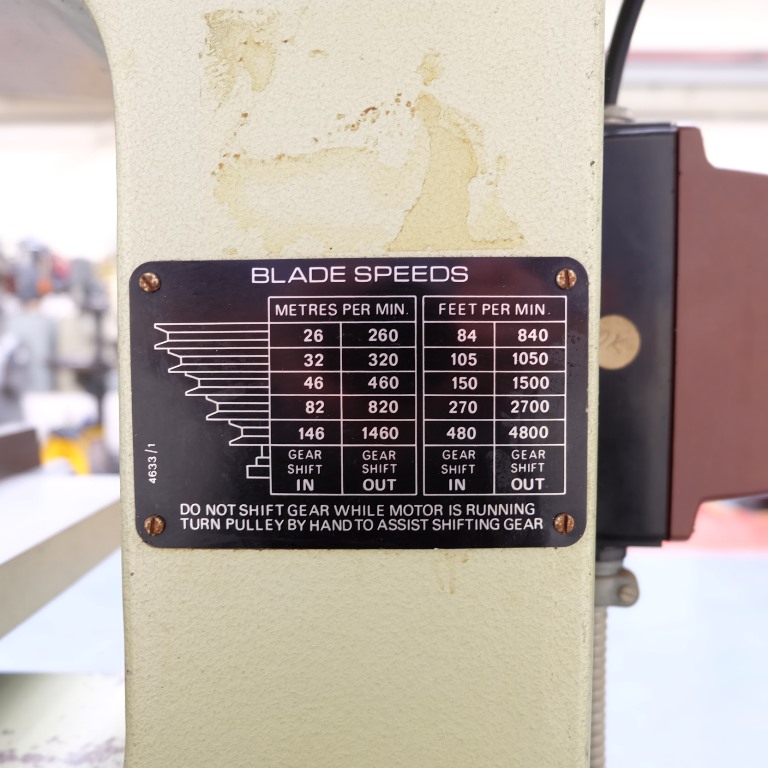 BLADE SPEEDS
METRES PER MIN. FEET PER MIN.
26 260 84 840
32 320 105 1050
46 460 150 1500
82 820 270 2700
146 1460 480 4800
GEAR SHIFT IN GEAR SHIFT OUT GEAR SHIFT IN GEAR SHIFT OUT
4633/1
DO NOT SHIFT GEAR WHILE MOTOR IS RUNNING
TURN PULLEY BY HAND TO ASSIST SHIFTING GEAR